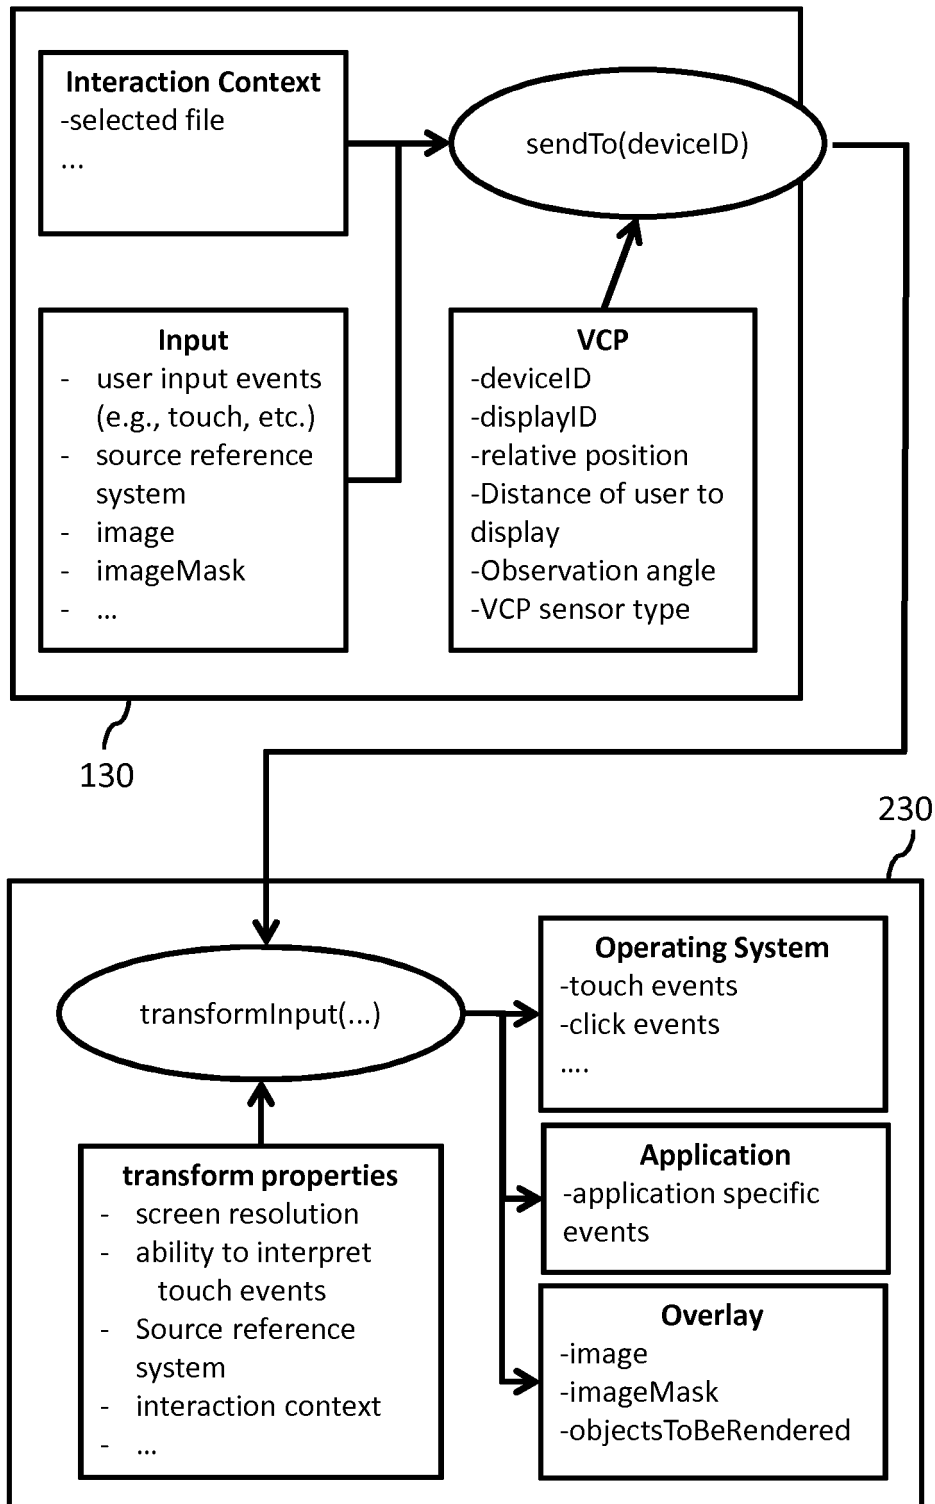 Interaction Context
-selected file
...
sendTo(deviceID)
Input
- user input events
(e.g., touch, etc.)
- source reference
system
- image
- imageMask
- ...
VCP
-deviceID
-displayID
-relative position
-Distance of user to
display
-Observation angle
-VCP sensor type
130
230
transformInput(...)
Operating System
-touch events
-click events
....
transform properties
- screen resolution
- ability to interpret
touch events
- Source reference
system
- interaction context
- ...
Application
-application specific
events
Overlay
-image
-imageMask
-objectsToBeRendered